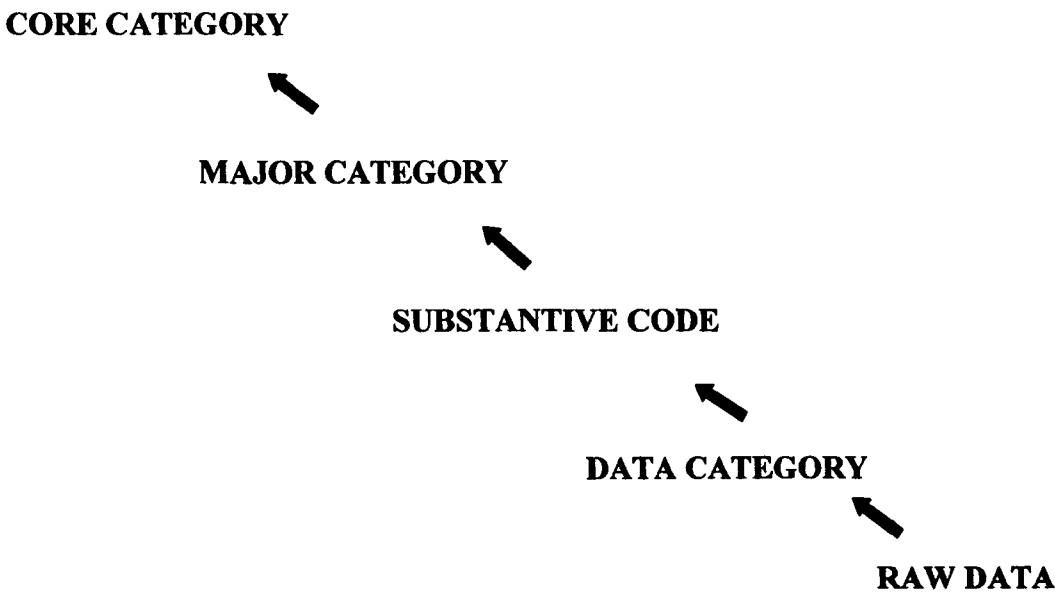 CORE CATEGORY
MAJOR CATEGORY
SUBSTANTIVE CODE
DATA CATEGORY
RAW DATA